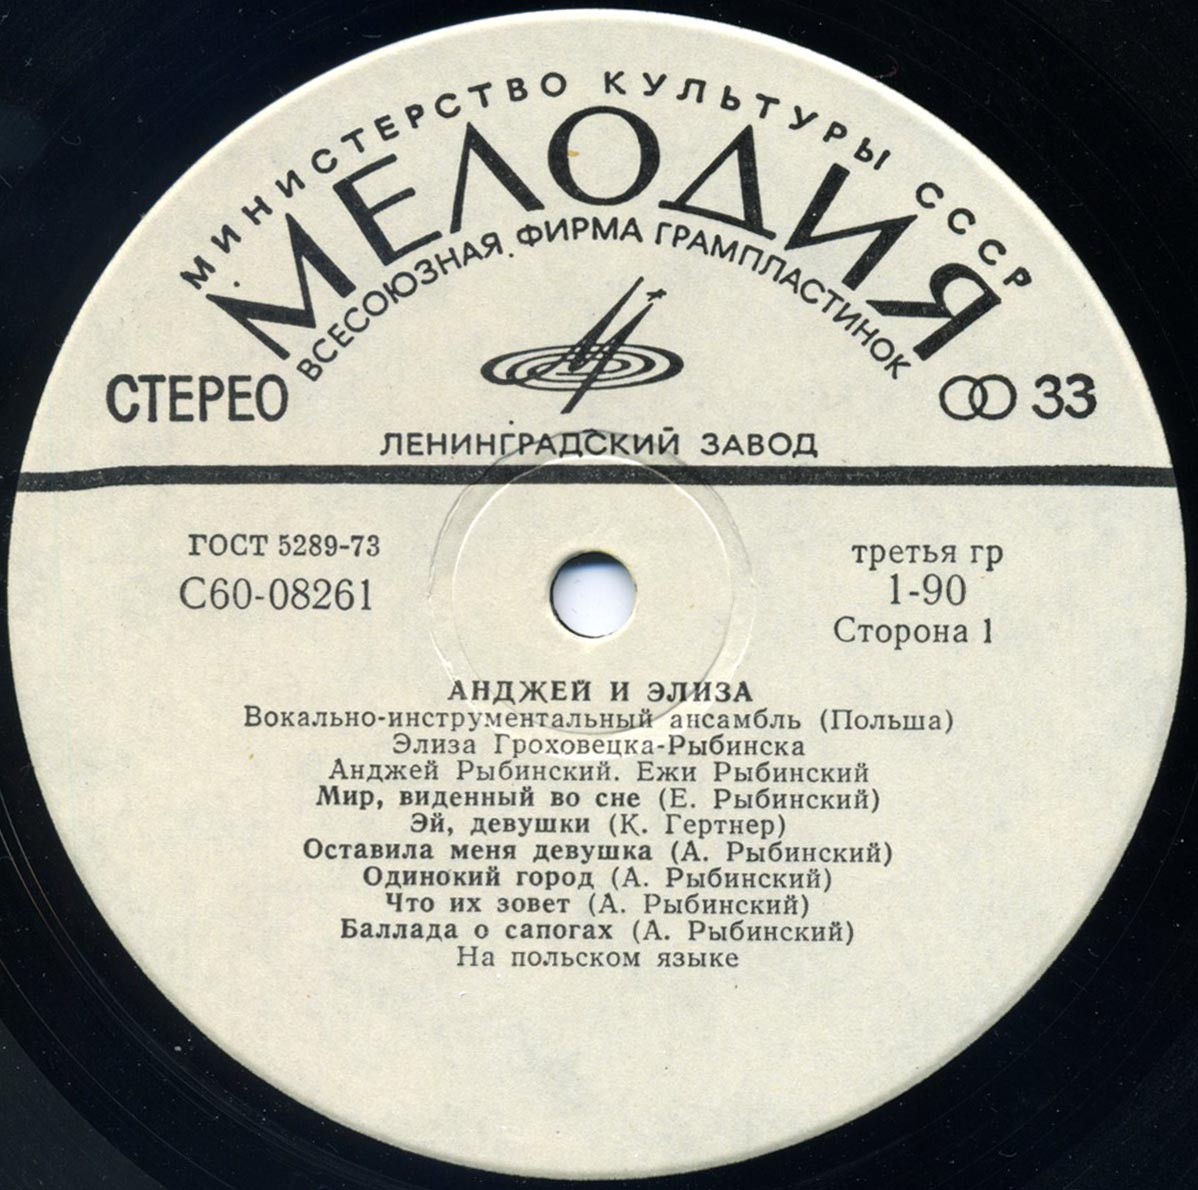 МИНИСТЕРСТВО КУЛЬТУРЫ СССР
МЕЛОДИЯ
ВСЕСОЮЗНАЯ ФИРМА ГРАМПЛАСТИНОК
СТЕРЕО
33
ЛЕНИНГРАДСКИЙ ЗАВОД
ГОСТ 5289-73
С60-08261
третья гр
1-90
Сторона 1
АНДЖЕЙ И ЭЛИЗА
Вокально-инструментальный ансамбль (Польша)
Элиза Гроховецка-Рыбинска
Анджей Рыбинский. Ежи Рыбинский
Мир, виденный во сне (Е. Рыбинский)
Эй, девушки (К. Гертнер)
Оставила меня девушка (А. Рыбинский)
Одинокий город (А. Рыбинский)
Что их зовет (А. Рыбинский)
Баллада о сапогах (А. Рыбинский)
На польском языке